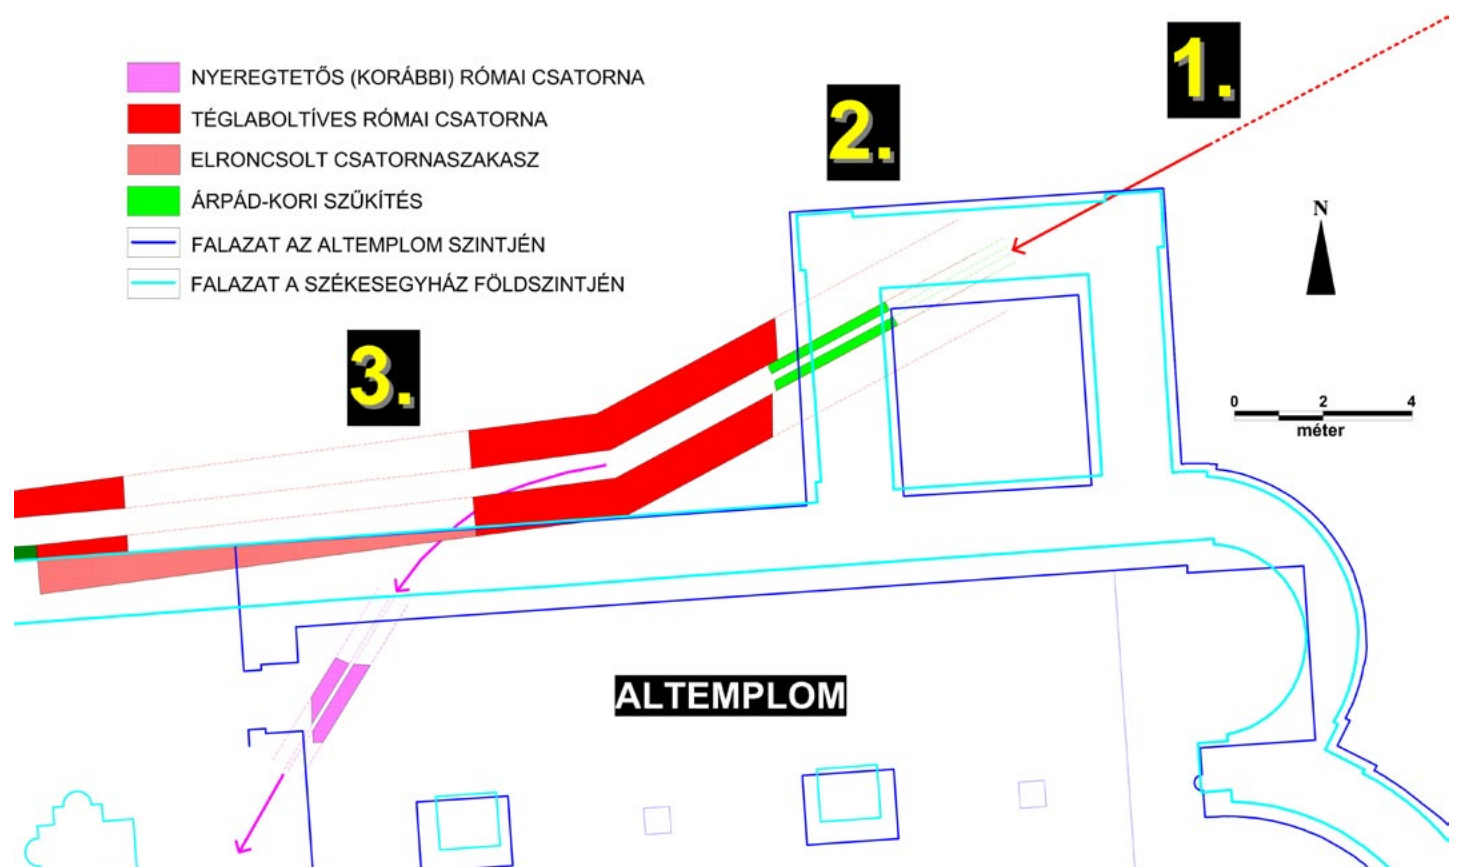 1.
NYEREGTETŐS (KORÁBBI) RÓMAI CSATORNA
2.
TÉGLABOLTÍVES RÓMAI CSATORNA
ELRONCSOLT CSATORNASZAKASZ
ÁRPÁD-KORI SZŰKÍTÉS
N
FALAZAT AZ ALTEMPLOM SZINTJÉN
FALAZAT A SZÉKESEGYHÁZ FÖLDSZINTJÉN
3.
0 2 4
méter
ALTEMPLOM